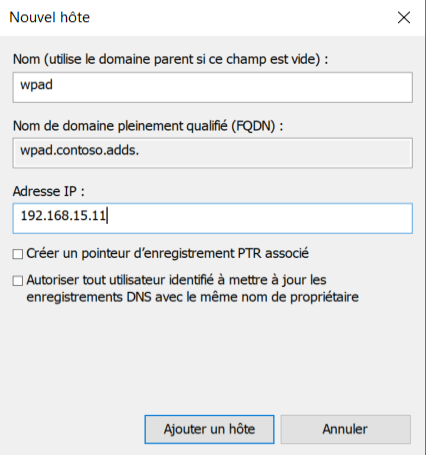 Nouvel hôte
Nom (utilise le domaine parent si ce champ est vide) :
wpad
Nom de domaine pleinement qualifié (FQDN) :
wpad.contoso.adds.
Adresse IP :
192.168.15.11
Créer un pointeur d'enregistrement PTR associé
Autoriser tout utilisateur identifié à mettre à jour les
enregistrements DNS avec le même nom de propriétaire
Ajouter un hôte
Annuler